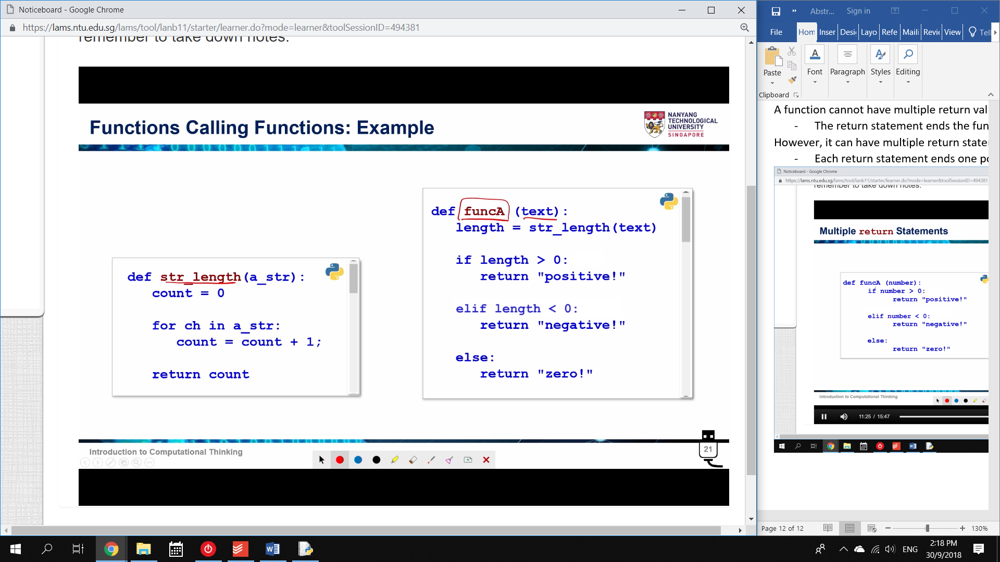 Noticeboard - Google Chrome
https://lams.ntu.edu.sg/lams/tool/lanb11/starter/learner.do?mode=learner&toolSessionID=494381
remember to take down notes.
Functions Calling Functions: Example
NANYANG
TECHNOLOGICAL
UNIVERSITY
SINGAPORE
def str_length(a_str):
count = 0
for ch in a_str:
count = count + 1;
return count
def funcA (text):
length = str_length(text)
if length > 0:
return "positive!"
elif length < 0:
return "negative!"
else:
return "zero!"
Introduction to Computational Thinking
21
Abstr... Sign in
File Hom Inser Desi Layo Refe Maili Revie View Tel
Paste Font Paragraph Styles Editing
Clipboard
A function cannot have multiple return val
- The return statement ends the fun
However, it can have multiple return state
- Each return statement ends one po
Noticeboard - Google Chrome
https://lams.ntu.edu.sg/lams/tool/lanb11/starter/learner.do?mode=learner&toolSessionID=494381
remember to take down notes.
Multiple return Statements
def funcA (number):
if number > 0:
return "positive!"
elif number < 0:
return "negative!"
else:
return "zero!"
Introduction to Computational Thinking
11:25 / 15:47
Page 12 of 12 130%
ENG
2:18 PM
30/9/2018